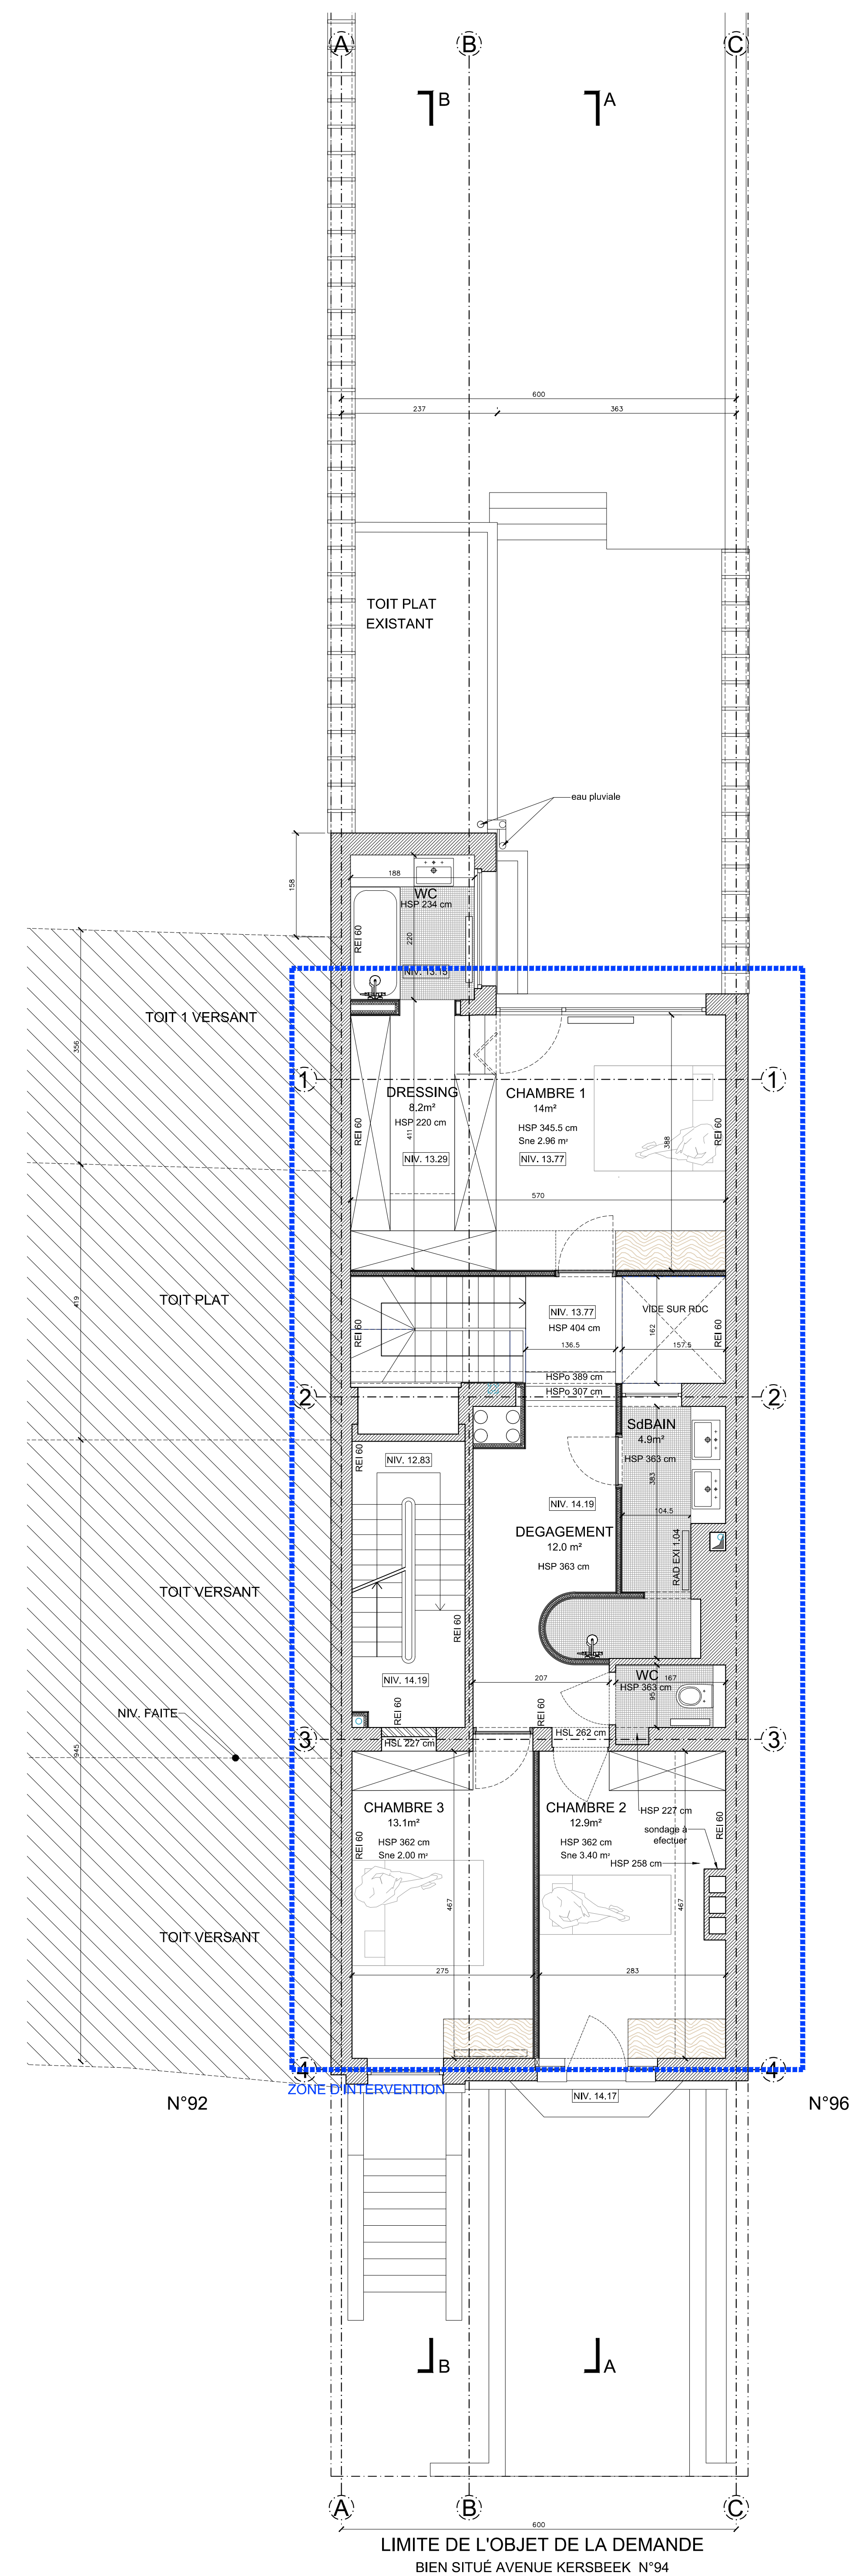 A
B
C
B
A
600
237
363
TOIT PLAT
EXISTANT
eau pluviale
158
188
WC
HSP 234 cm
REI 60
220
NIV. 13.15
TOIT 1 VERSANT
356
1
1
DRESSING
8.2m²
HSP 220 cm
411
NIV. 13.29
CHAMBRE 1
14m²
HSP 345.5 cm
Sne 2.96 m²
NIV. 13.77
388
REI 60
REI 60
570
TOIT PLAT
419
REI 60
NIV. 13.77
HSP 404 cm
136.5
VIDE SUR RDC
162
157.5
REI 60
HSPo 389 cm
HSPo 307 cm
2
2
SdBAIN
4.9m²
HSP 363 cm
383
104.5
REI 60
NIV. 12.83
NIV. 14.19
DEGAGEMENT
12.0 m²
HSP 363 cm
RAD EXI 1.04
TOIT VERSANT
REI 60
NIV. 14.19
207
WC
167
HSP 363 cm
95
REI 60
REI 60
NIV. FAITE
945
3
3
HSL 227 cm
HSL 262 cm
CHAMBRE 3
13.1m²
HSP 362 cm
Sne 2.00 m²
REI 60
467
275
CHAMBRE 2
12.9m²
HSP 362 cm
Sne 3.40 m²
HSP 227 cm
sondage à
efectuer
HSP 258 cm
REI 60
467
283
TOIT VERSANT
4
4
ZONE D'INTERVENTION
N°92
NIV. 14.17
N°96
B
A
A
B
C
600
LIMITE DE L'OBJET DE LA DEMANDE
BIEN SITUÉ AVENUE KERSBEEK N°94